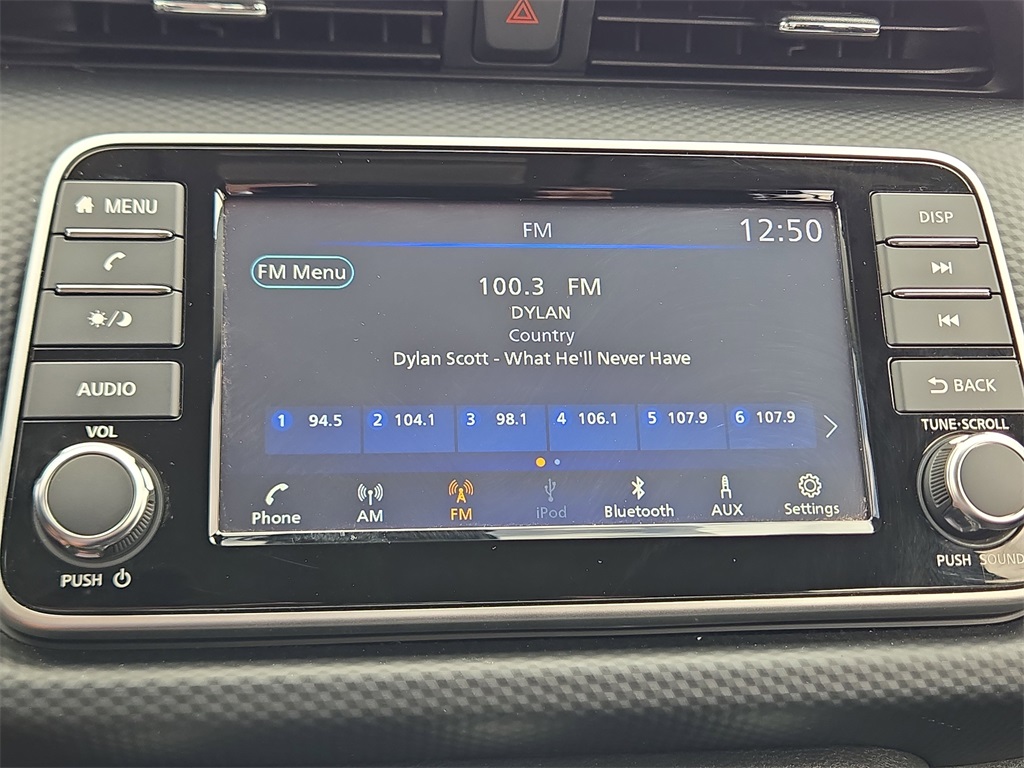 MENU
AUDIO
VOL
PUSH
FM
12:50
FM Menu
100.3 FM
DYLAN
Country
Dylan Scott - What He'll Never Have
1 94.5 2 104.1 3 98.1 4 106.1 5 107.9 6 107.9
Phone AM FM iPod Bluetooth AUX Settings
DISP
BACK
TUNE·SCROLL
PUSH SOUND